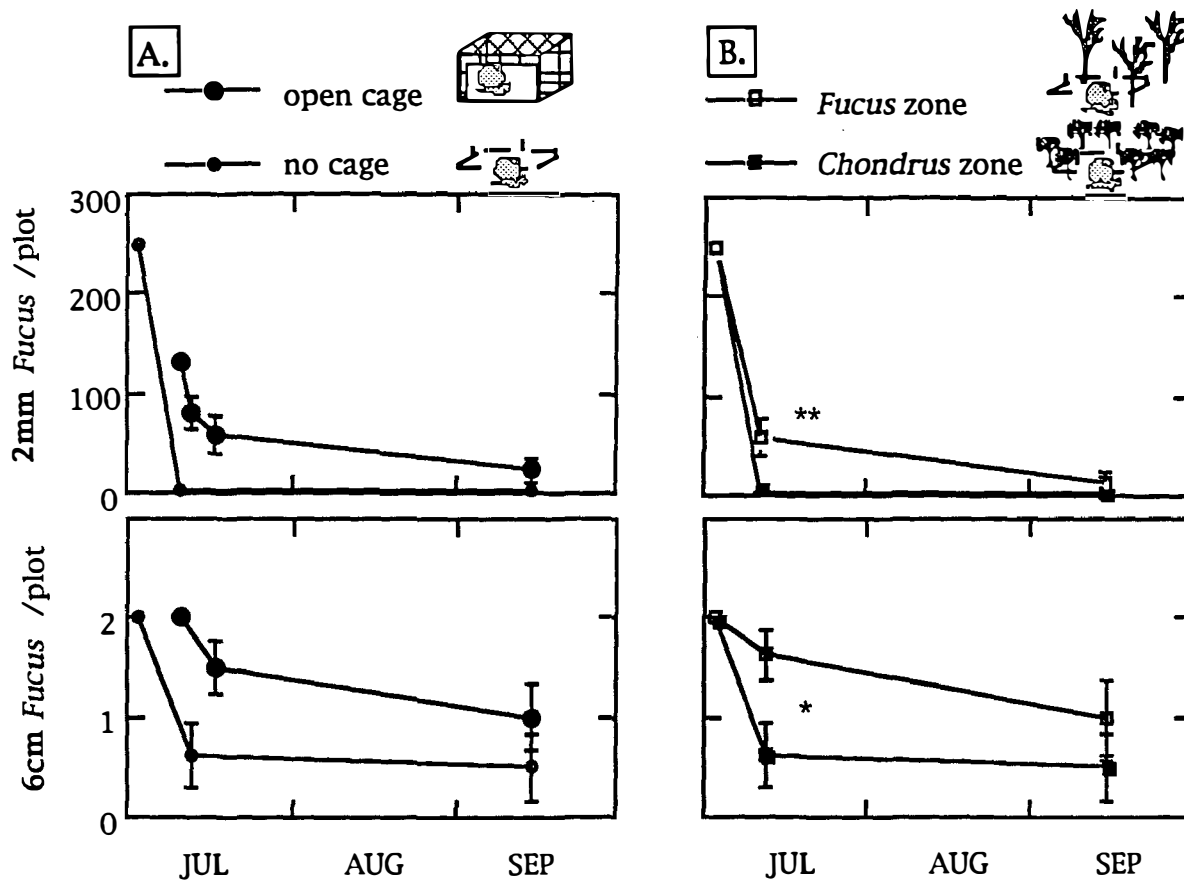 A.
open cage
no cage
B.
Fucus zone
Chondrus zone
2mm Fucus /plot
300
200
100
0
**
6cm Fucus /plot
2
1
0
*
JUL AUG SEP
JUL AUG SEP